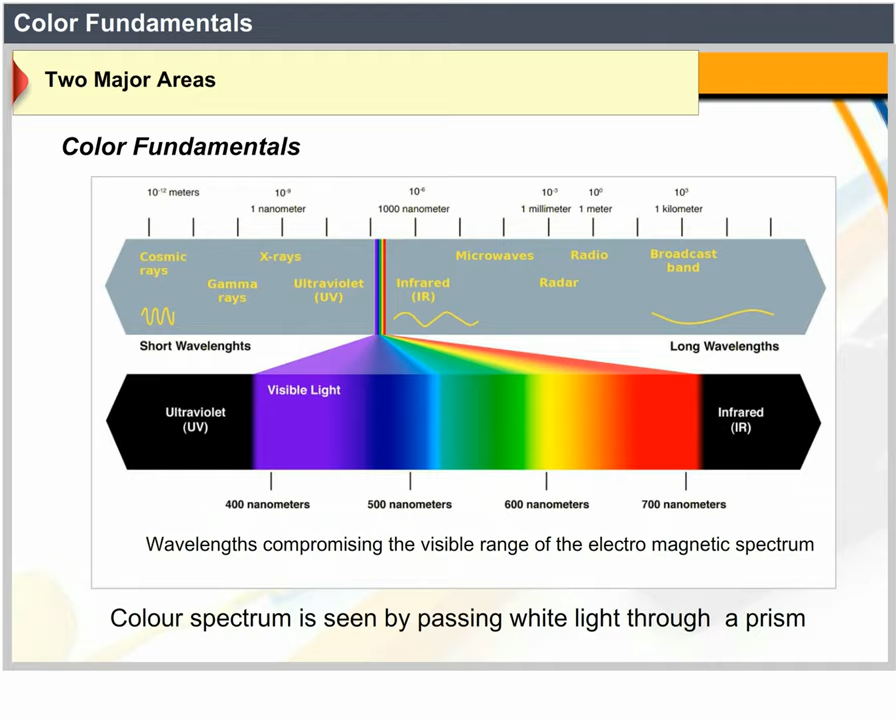 Color Fundamentals
Two Major Areas
Color Fundamentals
10-12 meters 10-9 10-6 10-3 100 103
1 nanometer 1000 nanometer 1 millimeter 1 meter 1 kilometer
Cosmic
rays
X-rays
Microwaves
Radio
Broadcast
band
Gamma
rays
Ultraviolet
(UV)
Infrared
(IR)
Radar
Short Wavelenghts
Long Wavelengths
Visible Light
Ultraviolet
(UV)
Infrared
(IR)
400 nanometers 500 nanometers 600 nanometers 700 nanometers
Wavelengths compromising the visible range of the electro magnetic spectrum
Colour spectrum is seen by passing white light through a prism